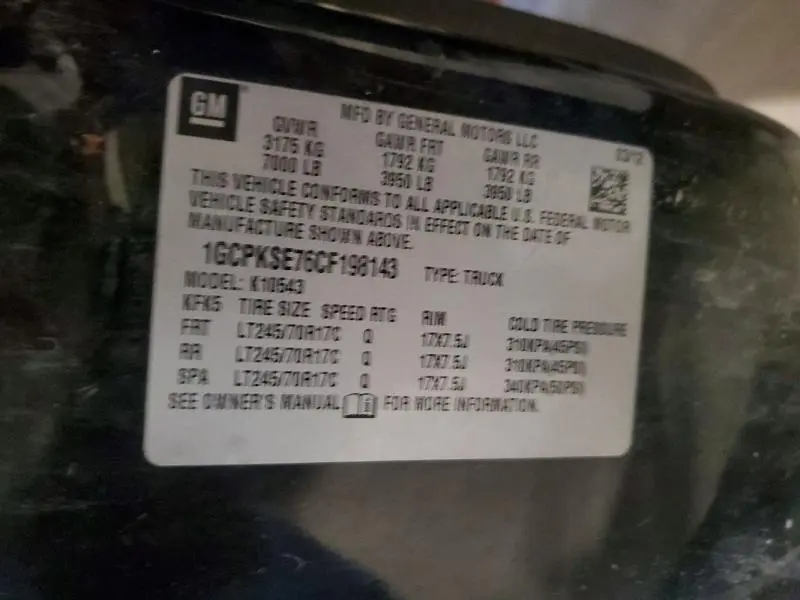 GM
MFD BY GENERAL MOTORS LLC
03/12
GVWR GAWR FRT GAWR RR
3175 KG 1792 KG 1792 KG
7000 LB 3950 LB 3950 LB
THIS VEHICLE CONFORMS TO ALL APPLICABLE U.S. FEDERAL MOTOR
VEHICLE SAFETY STANDARDS IN EFFECT ON THE DATE OF
MANUFACTURE SHOWN ABOVE.
1GCPKSE76CF198143 TYPE: TRUCK
MODEL: K10543
KFK5 TIRE SIZE SPEED RTG RIM COLD TIRE PRESSURE
FRT LT245/70R17C Q 17X7.5J 310KPA(45PSI)
RR LT245/70R17C Q 17X7.5J 310KPA(45PSI)
SPA LT245/70R17C Q 17X7.5J 340KPA(50PSI)
SEE OWNER'S MANUAL FOR MORE INFORMATION.